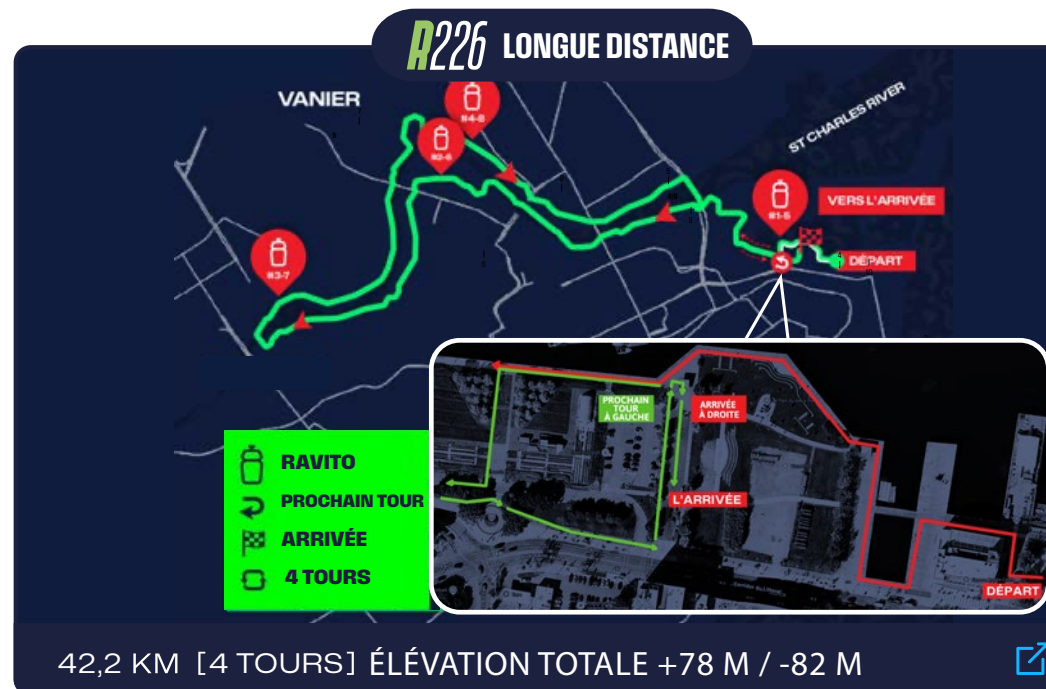 A226 LONGUE DISTANCE
VANIER
#4-8
#2-6
ST CHARLES RIVER
#1-5
VERS L'ARRIVÉE
DÉPART
#3-7
PROCHAIN
TOUR
À GAUCHE
ARRIVÉE
À DROITE
L'ARRIVÉE
DÉPART
RAVITO
PROCHAIN TOUR
ARRIVÉE
4 TOURS
42,2 KM [4 TOURS] ÉLÉVATION TOTALE +78 M / -82 M